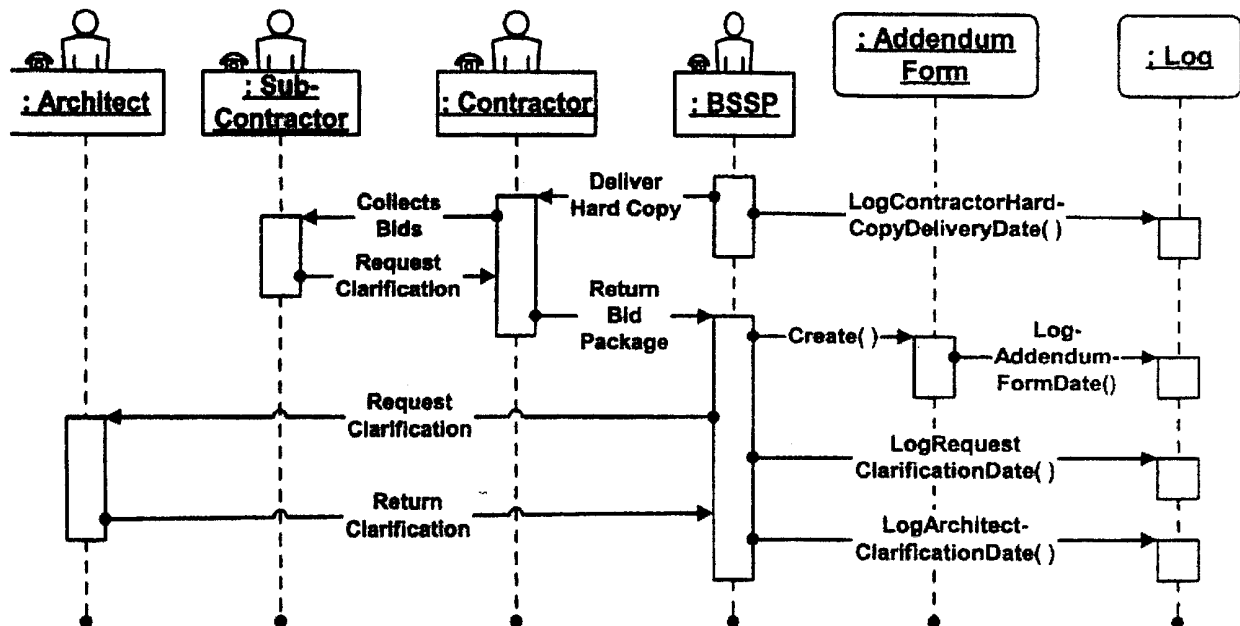 : Architect
: Sub-
Contractor
: Contractor
: BSSP
: Addendum
Form
: Log
Deliver
Hard Copy
LogContractorHard-
CopyDeliveryDate( )
Collects
Bids
Request
Clarification
Return
Bid
Package
Create( )
Log-
Addendum-
FormDate()
Request
Clarification
LogRequest
ClarificationDate( )
Return
Clarification
LogArchitect-
ClarificationDate( )